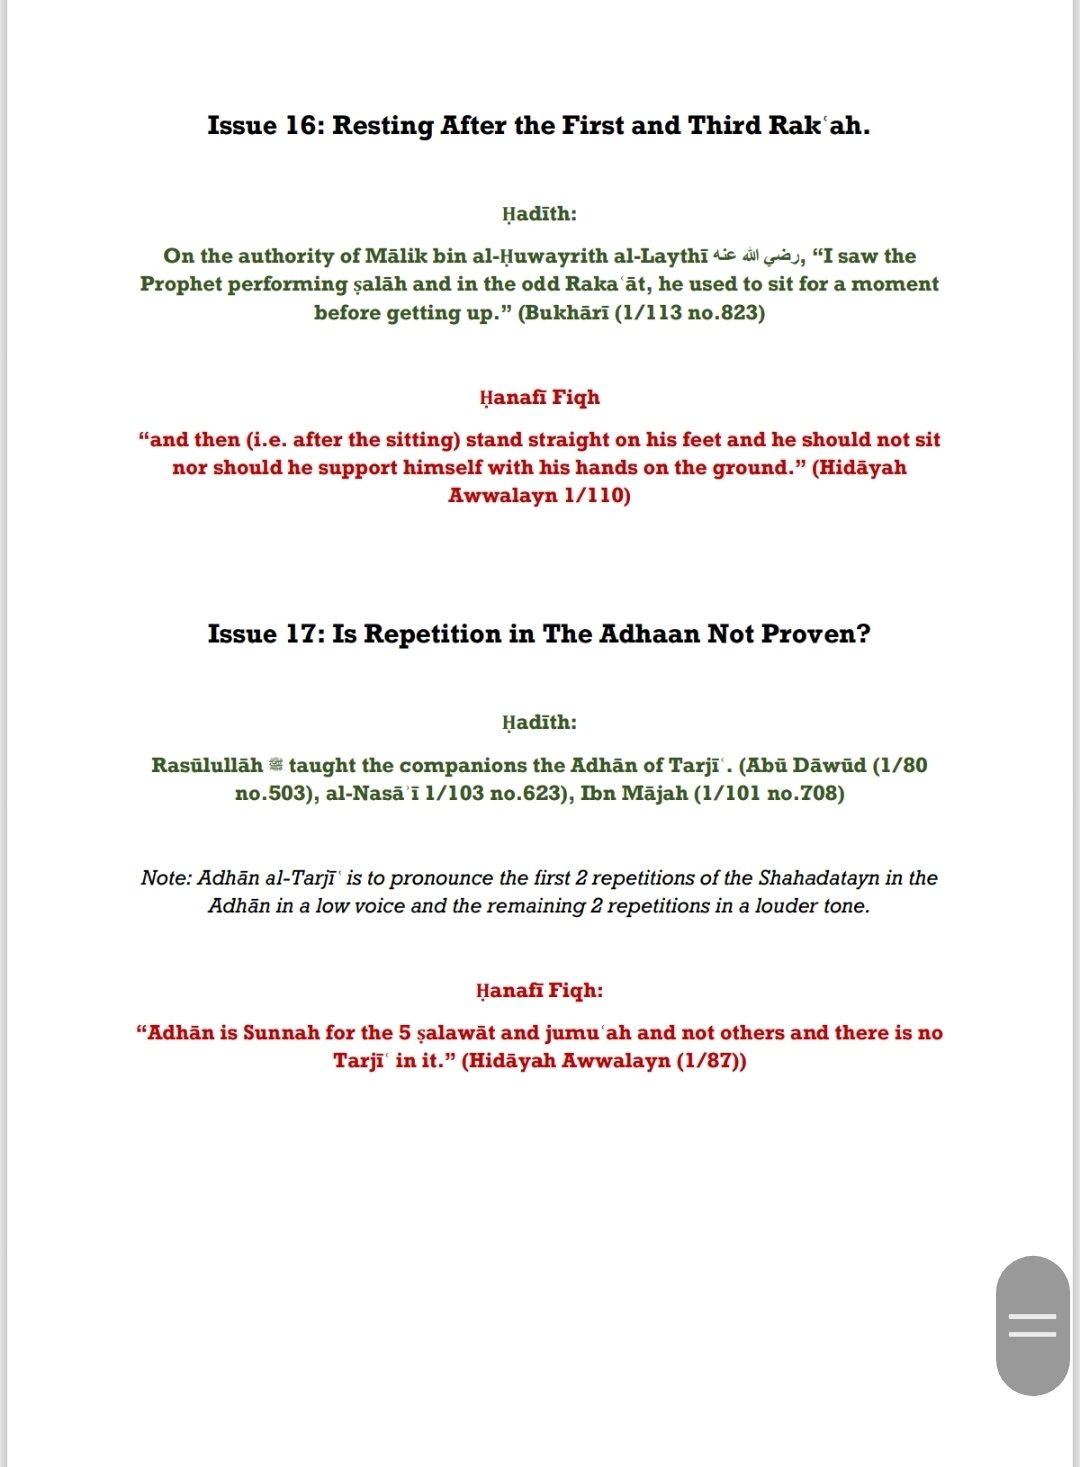 Issue 16: Resting After the First and Third Rakʿah.
Ḥadīth:
On the authority of Mālik bin al-Ḥuwayrith al-Laythī رضي الله عنه, “I saw the
Prophet performing ṣalāh and in the odd Rakaʿāt, he used to sit for a moment
before getting up.” (Bukhārī (1/113 no.823)
Ḥanafī Fiqh
“and then (i.e. after the sitting) stand straight on his feet and he should not sit
nor should he support himself with his hands on the ground.” (Hidāyah
Awwalayn 1/110)
Issue 17: Is Repetition in The Adhaan Not Proven?
Ḥadīth:
Rasūlullāh ﷺ taught the companions the Adhān of Tarjīʿ. (Abū Dāwūd (1/80
no.503), al-Nasāʾī 1/103 no.623), Ibn Mājah (1/101 no.708)
Note: Adhān al-Tarjīʿ is to pronounce the first 2 repetitions of the Shahadatayn in the
Adhān in a low voice and the remaining 2 repetitions in a louder tone.
Ḥanafī Fiqh:
“Adhān is Sunnah for the 5 ṣalawāt and jumuʿah and not others and there is no
Tarjīʿ in it.” (Hidāyah Awwalayn (1/87))